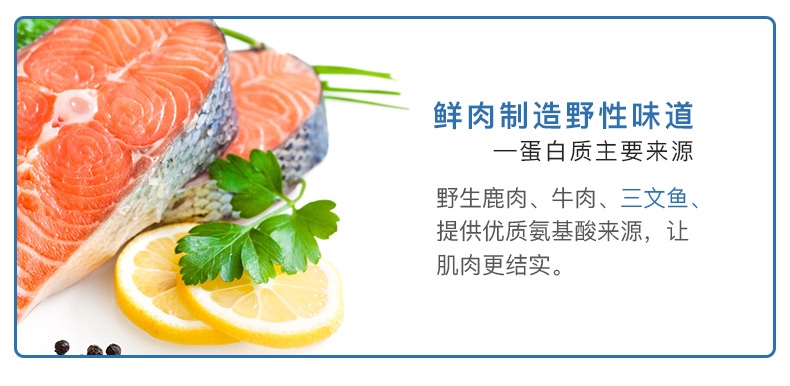 鲜肉制造野性味道
—蛋白质主要来源
野生鹿肉、牛肉、三文鱼、
提供优质氨基酸来源，让
肌肉更结实。